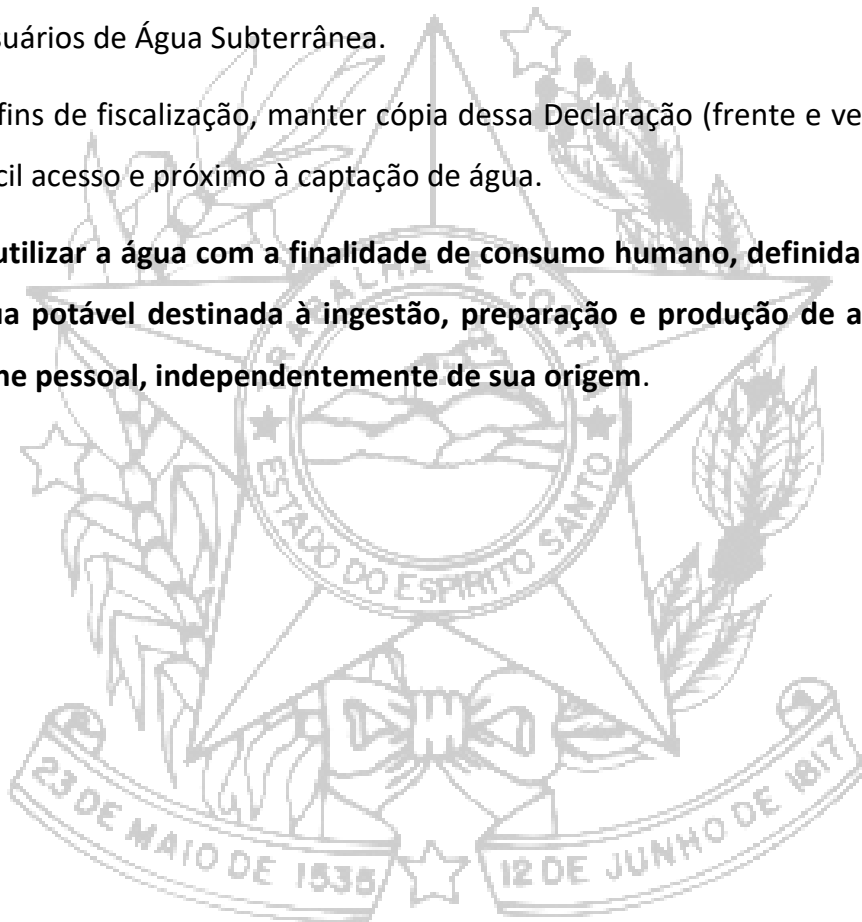 suários de Água Subterrânea.
fins de fiscalização, manter cópia dessa Declaração (frente e ve
cil acesso e próximo à captação de água.
utilizar a água com a finalidade de consumo humano, definida
ua potável destinada à ingestão, preparação e produção de a
ne pessoal, independentemente de sua origem.
TRABALHA E CONFIA
ESTADO DO ESPIRITO SANTO
23 DE MAIO DE 1535
12 DE JUNHO DE 1817